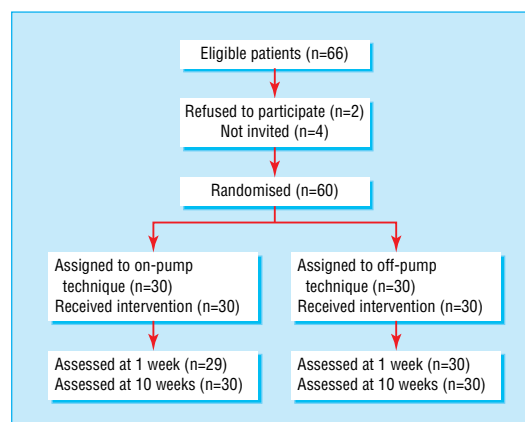 Eligible patients (n=66)
Refused to participate (n=2)
Not invited (n=4)
Randomised (n=60)
Assigned to on-pump
technique (n=30)
Received intervention (n=30)
Assigned to off-pump
technique (n=30)
Received intervention (n=30)
Assessed at 1 week (n=29)
Assessed at 10 weeks (n=30)
Assessed at 1 week (n=30)
Assessed at 10 weeks (n=30)